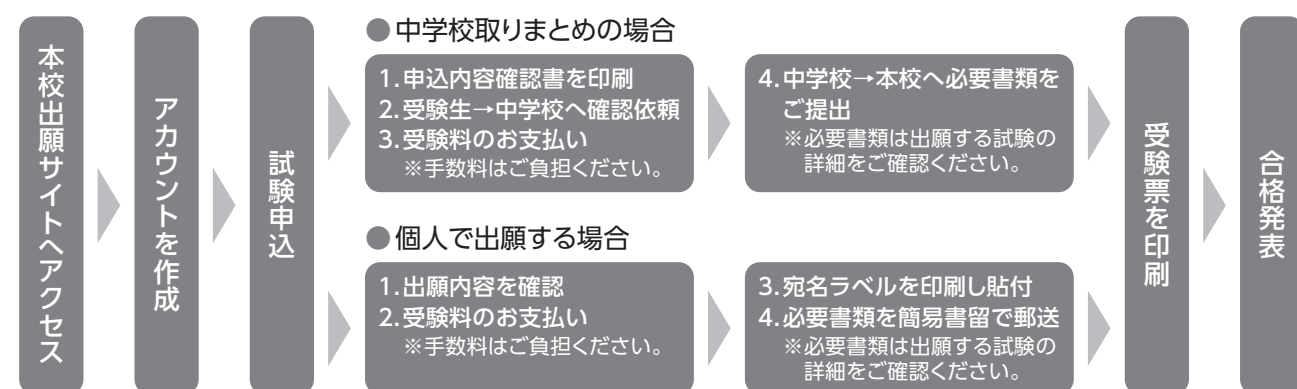 本校出願サイトへアクセス
アカウントを作成
試験申込
●中学校取りまとめの場合
1.申込内容確認書を印刷
2.受験生→中学校へ確認依頼
3.受験料のお支払い
※手数料はご負担ください。
4.中学校→本校へ必要書類を
ご提出
※必要書類は出願する試験の
詳細をご確認ください。
●個人で出願する場合
1.出願内容を確認
2.受験料のお支払い
※手数料はご負担ください。
3.宛名ラベルを印刷し貼付
4.必要書類を簡易書留で郵送
※必要書類は出願する試験の
詳細をご確認ください。
受験票を印刷
合格発表